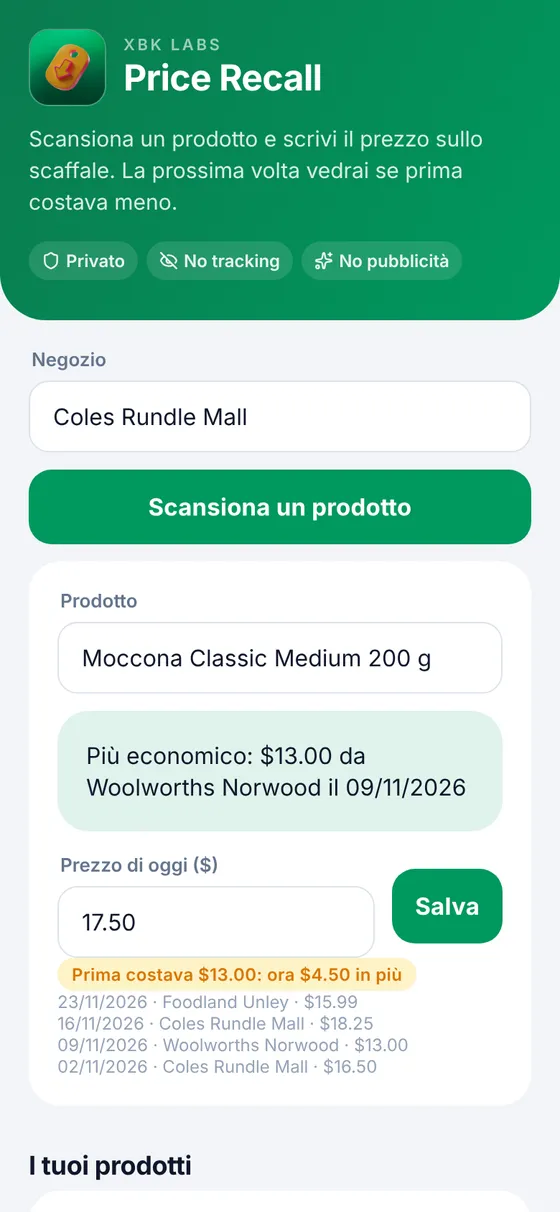 XBK LABS
Price Recall
Scansiona un prodotto e scrivi il prezzo sullo
scaffale. La prossima volta vedrai se prima
costava meno.
Privato
No tracking
No pubblicità
Negozio
Coles Rundle Mall
Scansiona un prodotto
Prodotto
Moccona Classic Medium 200 g
Più economico: $13.00 da
Woolworths Norwood il 09/11/2026
Prezzo di oggi ($)
17.50
Salva
Prima costava $13.00: ora $4.50 in più
23/11/2026 · Foodland Unley · $15.99
16/11/2026 · Coles Rundle Mall · $18.25
09/11/2026 · Woolworths Norwood · $13.00
02/11/2026 · Coles Rundle Mall · $16.50
I tuoi prodotti